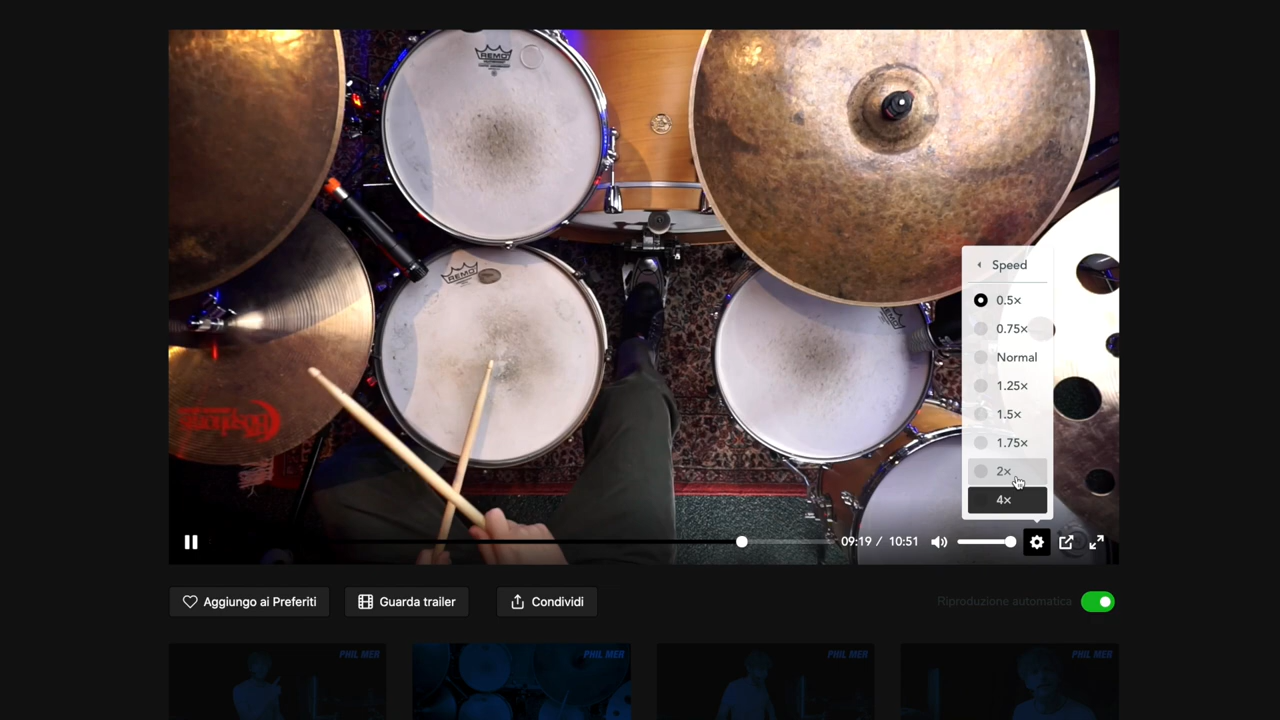 REMO
REMO
REMO
Speed
0.5×
0.75×
Normal
1.25×
1.5×
1.75×
2×
4×
09:19 / 10:51
Aggiungo ai Preferiti
Guarda trailer
Condividi
Riproduzione automatica
PHIL MER
PHIL MER
PHIL MER
PHIL MER